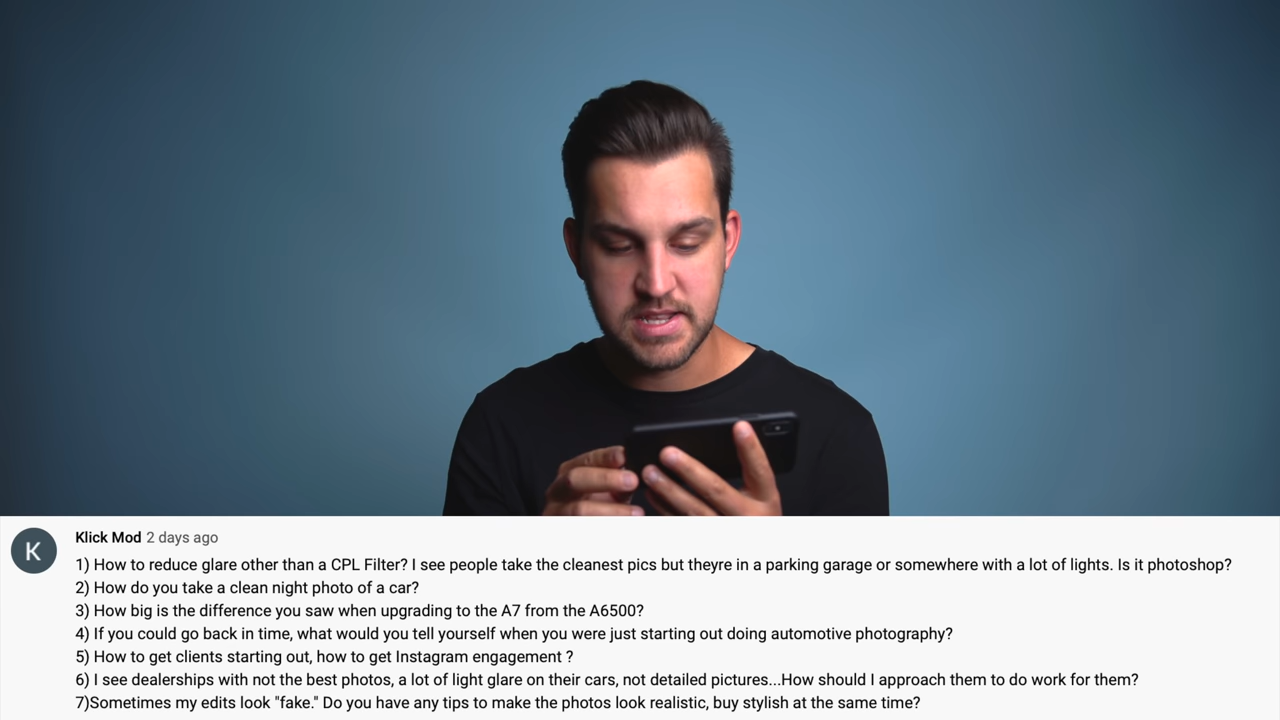 K
Klick Mod 2 days ago
1) How to reduce glare other than a CPL Filter? I see people take the cleanest pics but theyre in a parking garage or somewhere with a lot of lights. Is it photoshop?
2) How do you take a clean night photo of a car?
3) How big is the difference you saw when upgrading to the A7 from the A6500?
4) If you could go back in time, what would you tell yourself when you were just starting out doing automotive photography?
5) How to get clients starting out, how to get Instagram engagement ?
6) I see dealerships with not the best photos, a lot of light glare on their cars, not detailed pictures...How should I approach them to do work for them?
7)Sometimes my edits look "fake." Do you have any tips to make the photos look realistic, buy stylish at the same time?